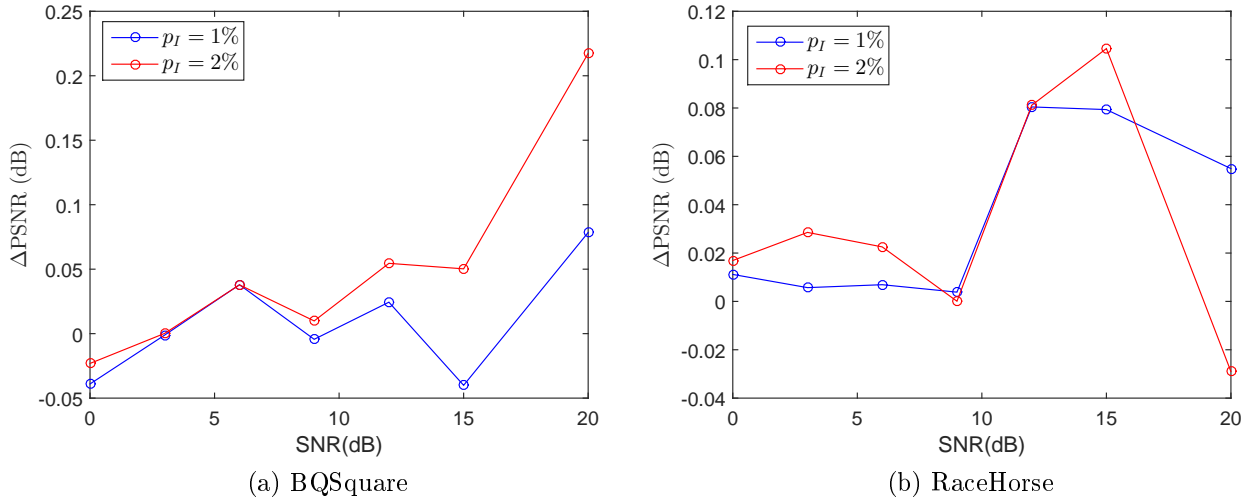 p_I = 1%
p_I = 2%
0.25
0.2
0.15
0.1
0.05
0
-0.05
ΔPSNR (dB)
0
5
10
15
20
SNR(dB)
(a) BQSquare
p_I = 1%
p_I = 2%
0.12
0.1
0.08
0.06
0.04
0.02
0
-0.02
-0.04
ΔPSNR (dB)
0
5
10
15
20
SNR(dB)
(b) RaceHorse